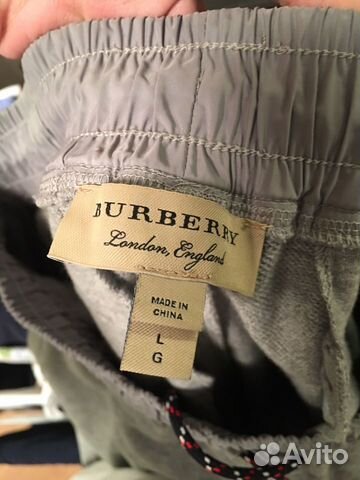 BURBERRY
London, England
MADE IN
CHINA
L
G
Avito